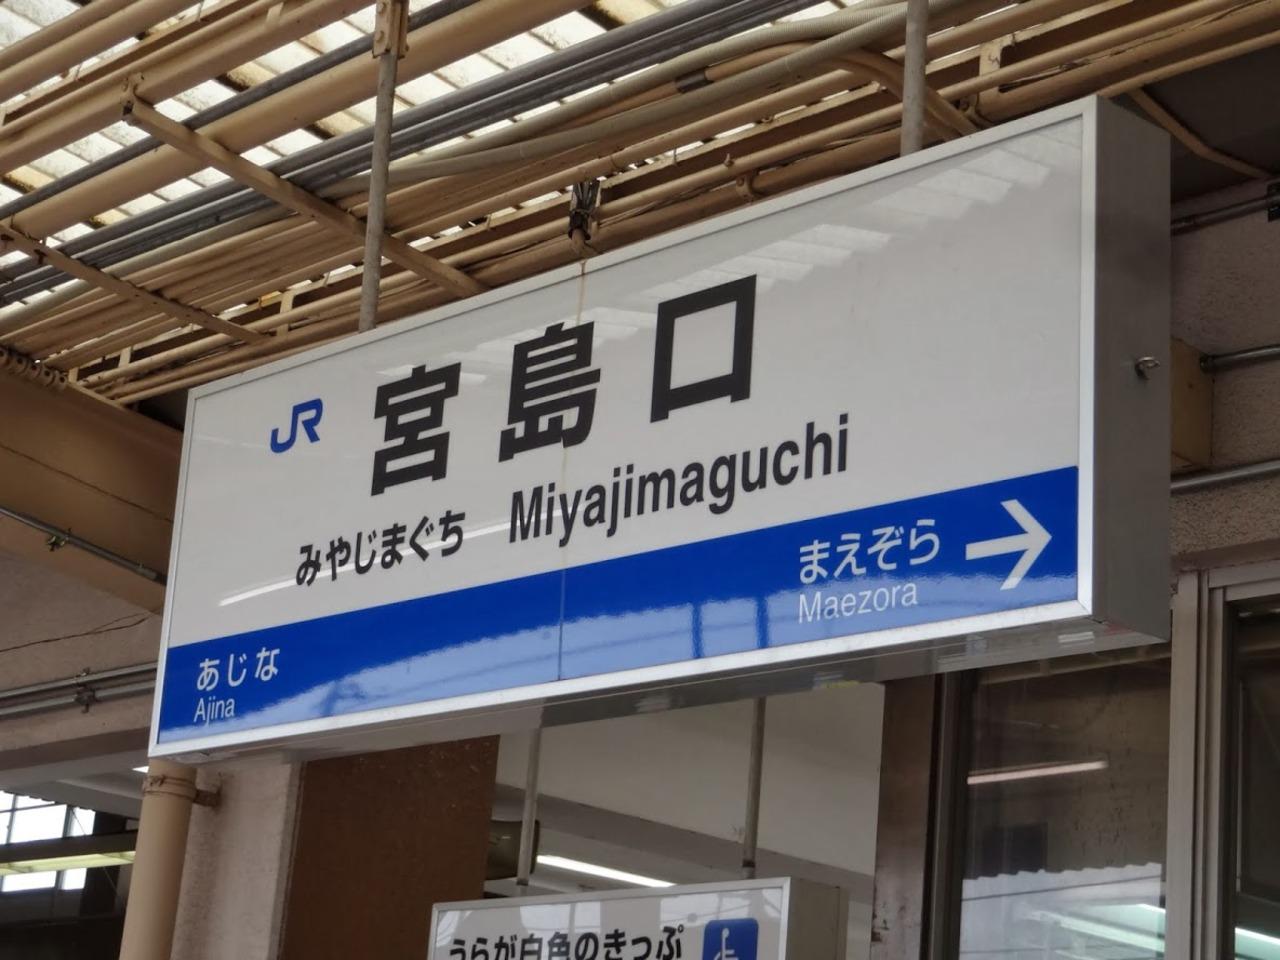 JR 宮島口
みやじまぐち Miyajimaguchi
まえぞら →
Maezora
あじな
Ajina
うらが白色のきっぷ